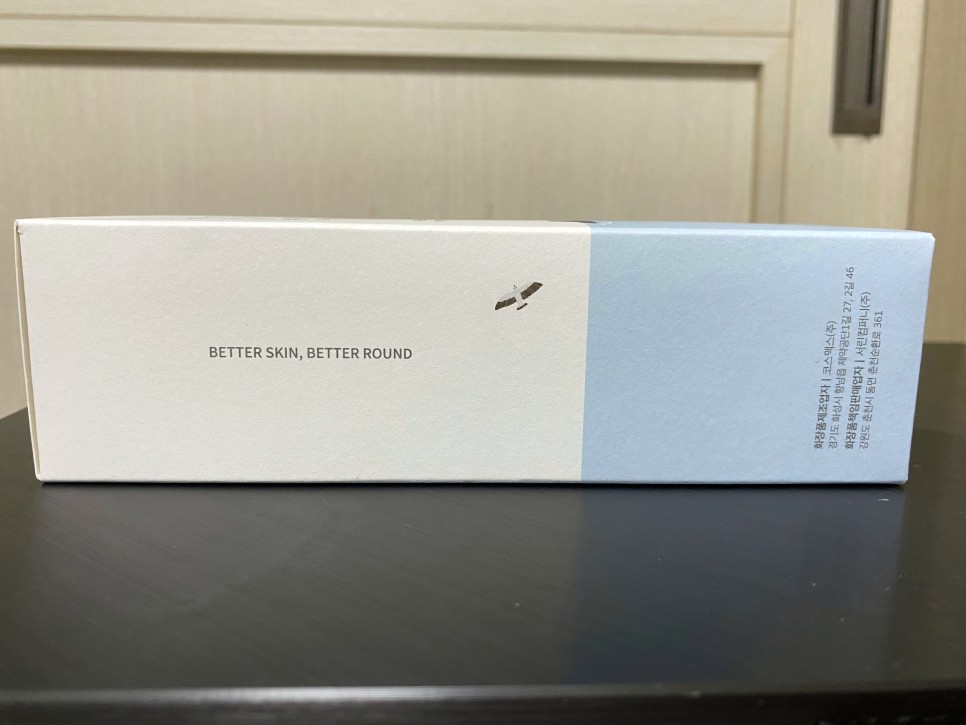 BETTER SKIN, BETTER ROUND
화장품제조업자 | 코스맥스(주)
경기도 화성시 향남읍 제약공단1길 27, 2길 46
화장품책임판매업자 | 서린컴퍼니(주)
강원도 춘천시 동면 춘천순환로 361